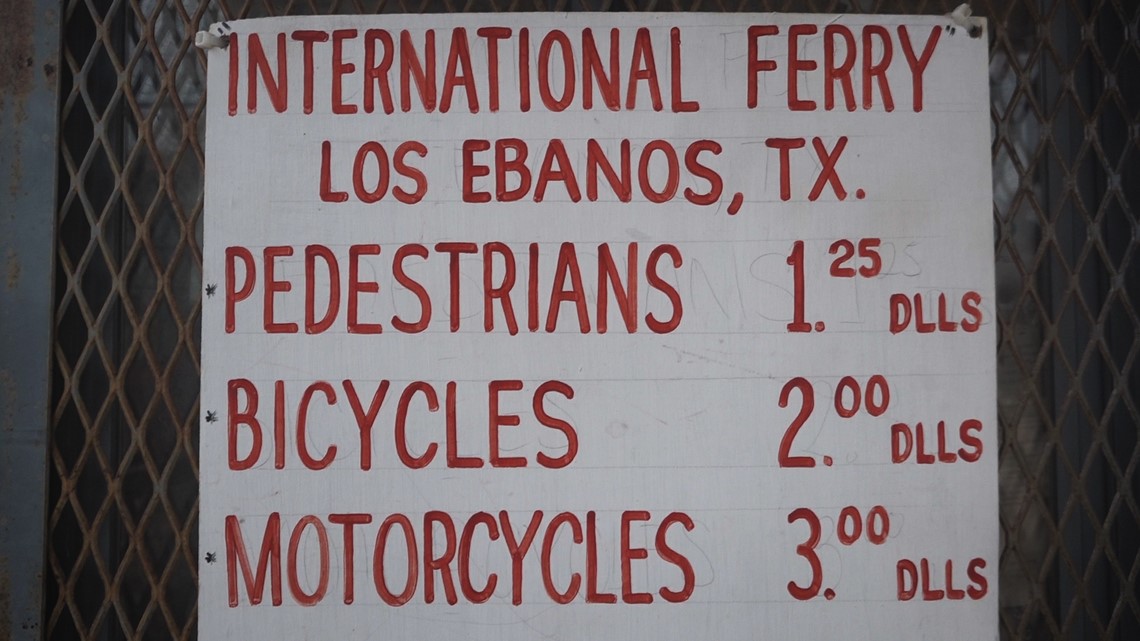 INTERNATIONAL FERRY"
LOS EBANOS, TX.
* PEDESTRIANS 1.25 DLLS
* BICYCLES 2.00 DLLS
* MOTORCYCLES 3.00 DLLS